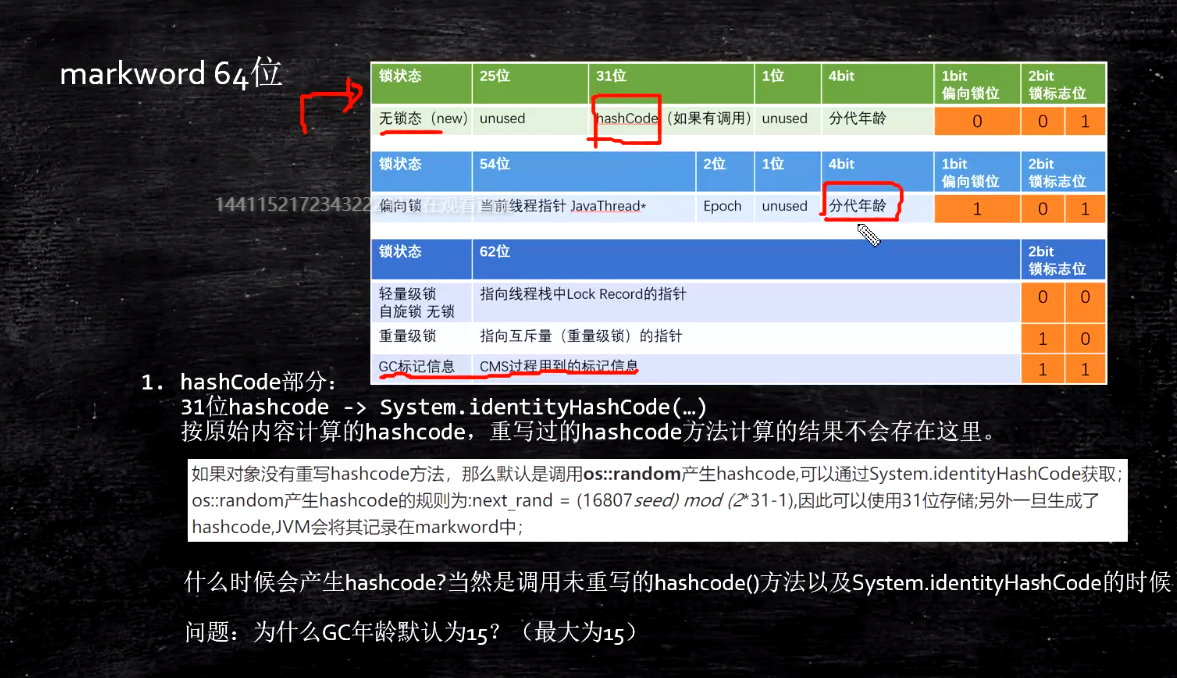 markword 64位
锁状态 25位 31位 1位 4bit 1bit 偏向锁位 2bit 锁标志位
无锁态（new） unused hashCode（如果有调用） unused 分代年龄 0 0 1
锁状态 54位 2位 1位 4bit 1bit 偏向锁位 2bit 锁标志位
偏向锁 当前线程指针 JavaThread* Epoch unused 分代年龄 1 0 1
锁状态 62位 2bit 锁标志位
轻量级锁 自旋锁 无锁 指向线程栈中Lock Record的指针 0 0
重量级锁 指向互斥量（重量级锁）的指针 1 0
GC标记信息 CMS过程用到的标记信息 1 1
1. hashCode部分：
31位hashcode -> System.identityHashCode(…)
按原始内容计算的hashcode，重写过的hashcode方法计算的结果不会存在这里。
如果对象没有重写hashcode方法，那么默认是调用os::random产生hashcode,可以通过System.identityHashCode获取；
os::random产生hashcode的规则为:next_rand = (16807seed) mod (2*31-1),因此可以使用31位存储;另外一旦生成了
hashcode,JVM会将其记录在markword中；
什么时候会产生hashcode?当然是调用未重写的hashcode()方法以及System.identityHashCode的时候
问题：为什么GC年龄默认为15？（最大为15）